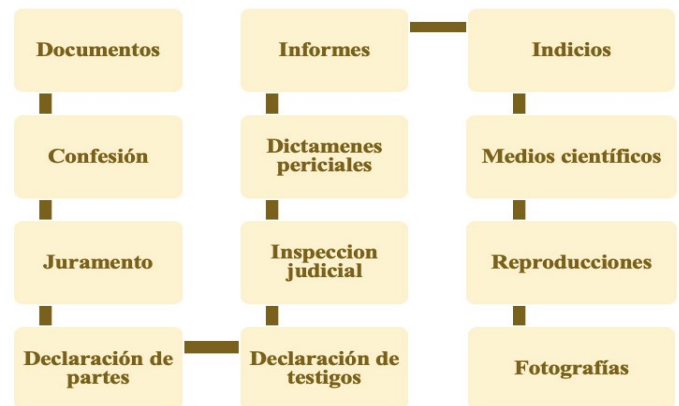 Documentos
Confesión
Juramento
Declaración de
partes
Declaración de
testigos
Inspeccion
judicial
Dictamenes
periciales
Informes
Indicios
Medios científicos
Reproducciones
Fotografías